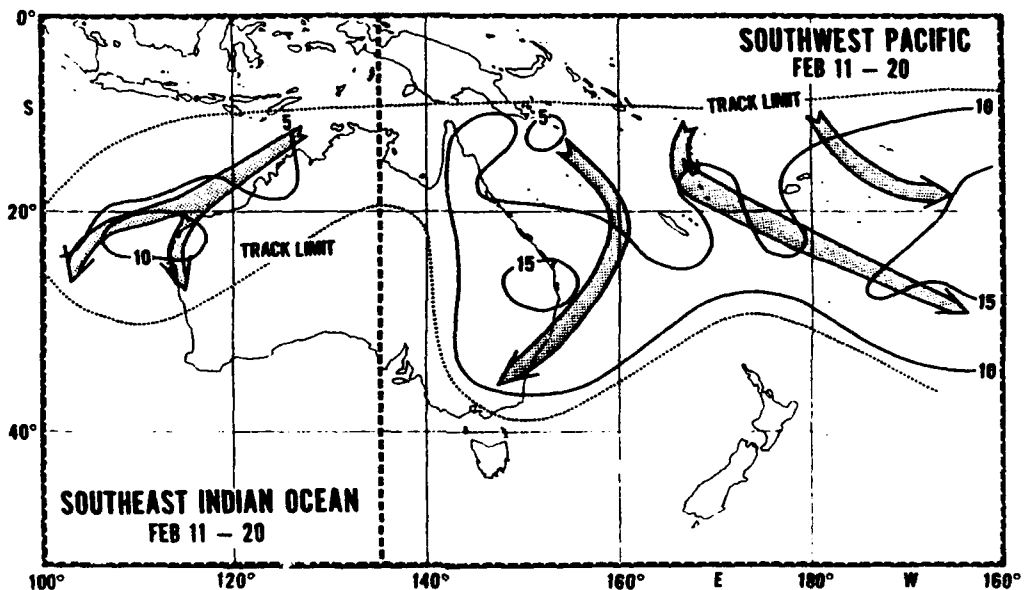 0°
SOUTHWEST PACIFIC
FEB 11 – 20
TRACK LIMIT
10
S
5
5
20°
10
TRACK LIMIT
15
15
10
40°
SOUTHEAST INDIAN OCEAN
FEB 11 – 20
100° 120° 140° 160° E 180° W 160°